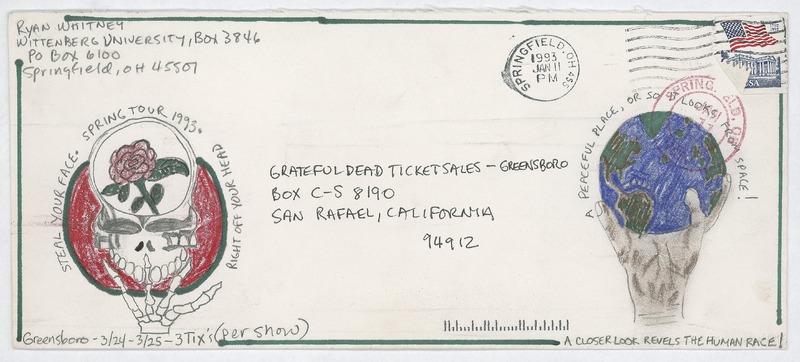 RYAN WHITNEY
WITTENBERG UNIVERSITY, BOX 3846
PO BOX 6100
Springfield, OH 45501
SPRINGFIELD, OH 455
1993
JAN 11
PM
USA
SPRING
STEAL YOUR FACE. SPRING TOUR 1993.
RIGHT OFF YOUR HEAD
GRATEFUL DEAD TICKET SALES – GREENSBORO
BOX C-S 8190
SAN RAFAEL, CALIFORNIA
94912
A PEACEFUL PLACE, OR SO IT LOOKS FROM SPACE!
Greensboro - 3/24 - 3/25 - 3 Tix's (per show)
A CLOSER LOOK REVELS THE HUMAN RACE!